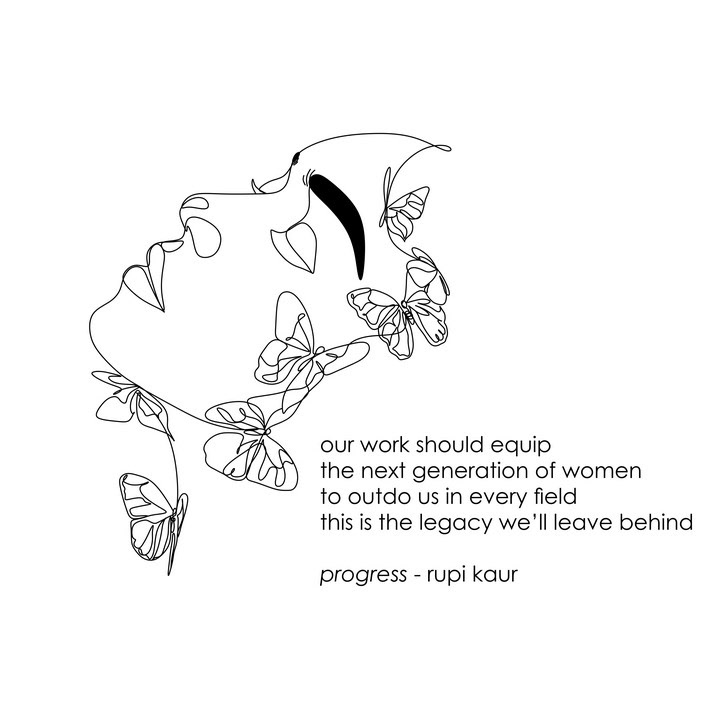 our work should equip
the next generation of women
to outdo us in every field
this is the legacy we’ll leave behind
progress - rupi kaur